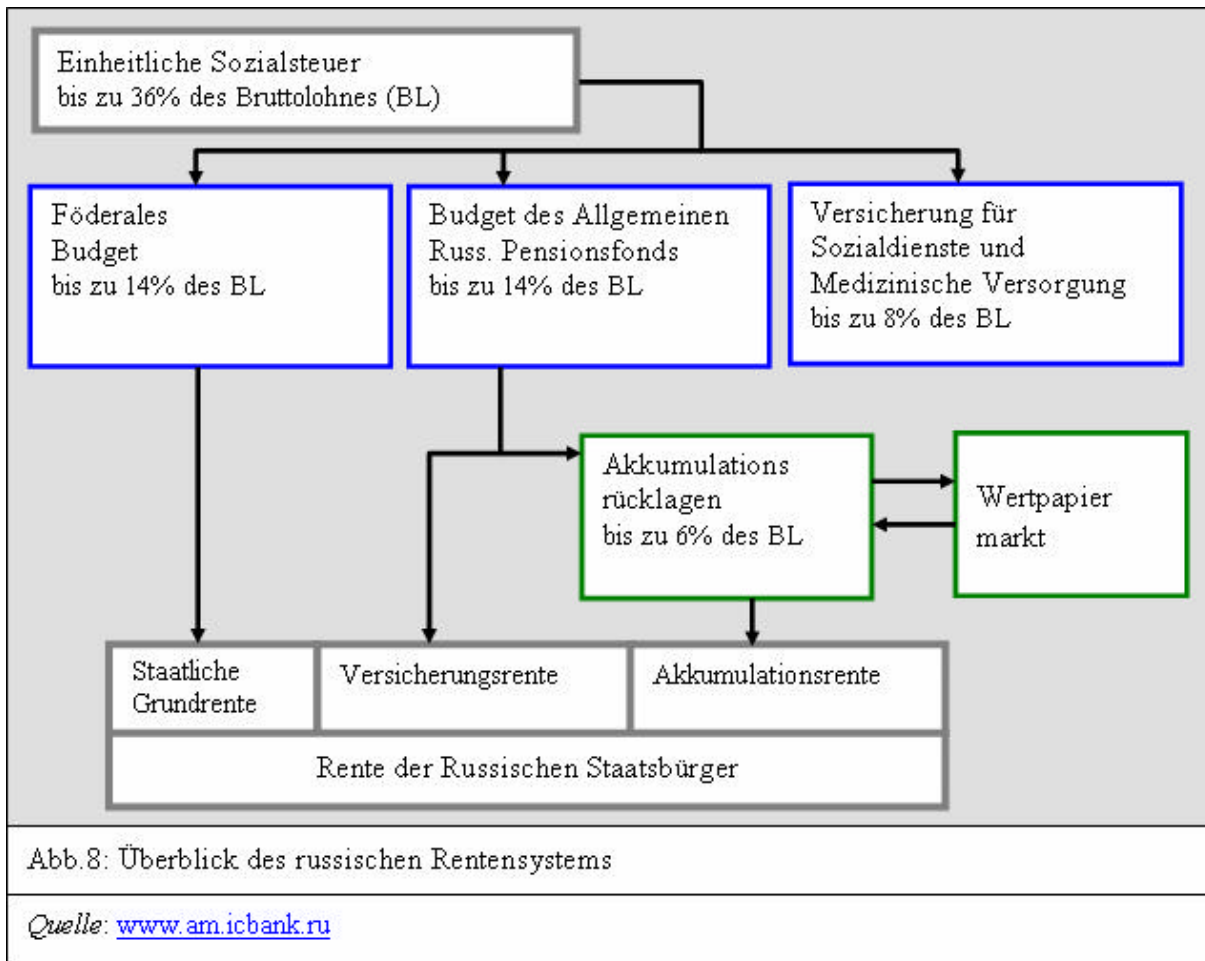 Einheitliche Sozialsteuer
bis zu 36% des Bruttolohnes (BL)
Föderales
Budget
bis zu 14% des BL
Budget des Allgemeinen
Russ. Pensionsfonds
bis zu 14% des BL
Versicherung für
Sozialdienste und
Medizinische Versorgung
bis zu 8% des BL
Akkumulations
rücklagen
bis zu 6% des BL
Wertpapier
markt
Staatliche
Grundrente
Versicherungsrente
Akkumulationsrente
Rente der Russischen Staatsbürger
Abb.8: Überblick des russischen Rentensystems
Quelle: www.am.icbank.ru